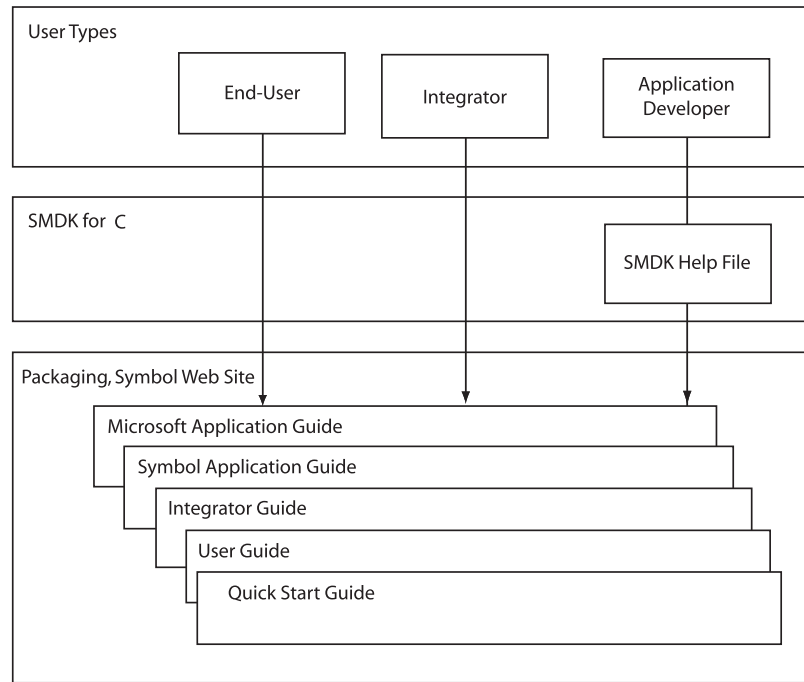 User Types
End-User
Integrator
Application
Developer
SMDK for C
SMDK Help File
Packaging, Symbol Web Site
Microsoft Application Guide
Symbol Application Guide
Integrator Guide
User Guide
Quick Start Guide